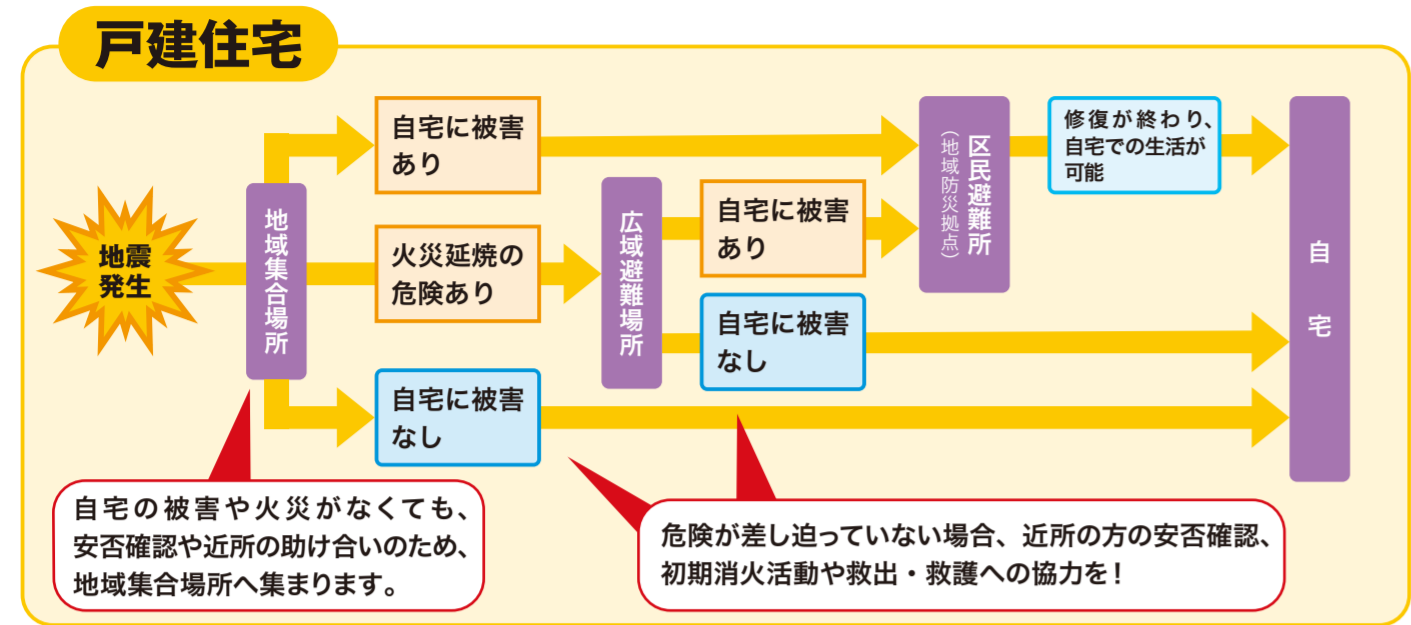 戸建住宅
地震
発生
地域集合場所
自宅に被害
あり
火災延焼の
危険あり
自宅に被害
なし
広域避難場所
自宅に被害
あり
自宅に被害
なし
区民避難所
（地域防災拠点）
修復が終わり、
自宅での生活が
可能
自宅
自宅の被害や火災がなくても、
安否確認や近所の助け合いのため、
地域集合場所へ集まります。
危険が差し迫っていない場合、近所の方の安否確認、
初期消火活動や救出・救護への協力を！